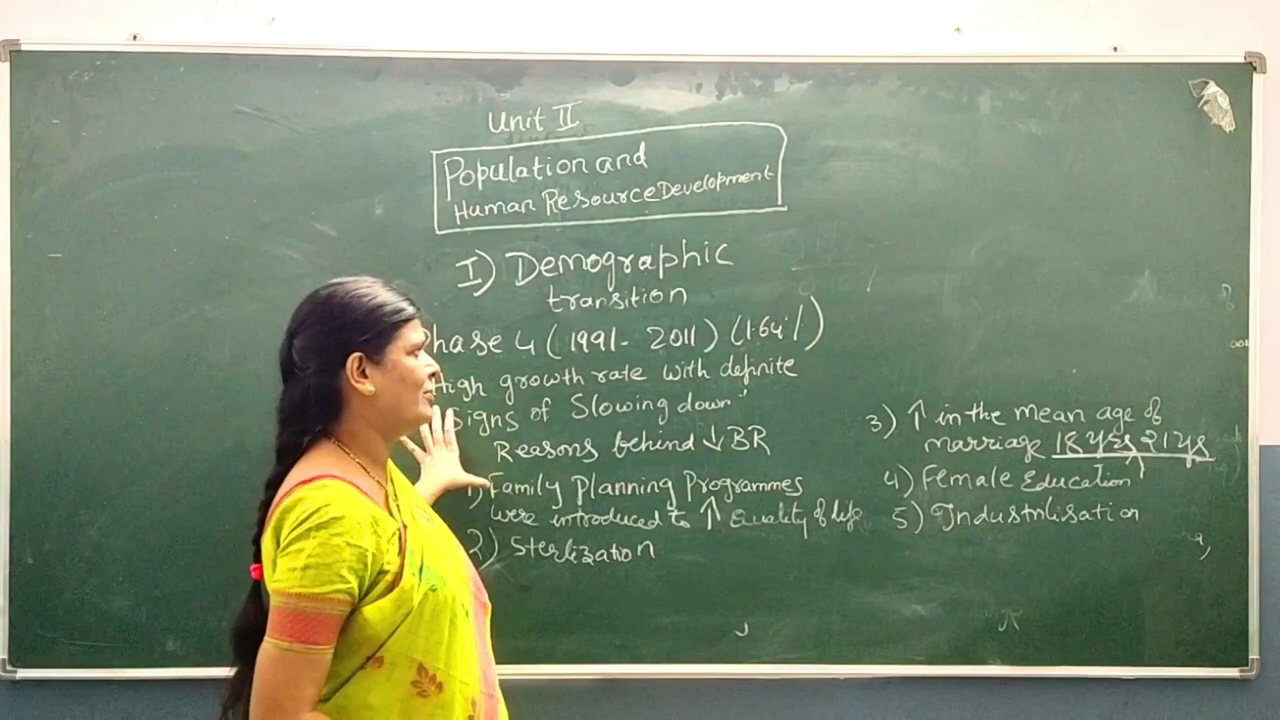 Unit II
Population and
Human Resource Development
I) Demographic
transition
hase 4 (1991- 2011) (1.64%)
High growth rate with definite
Signs of Slowing down"
Reasons behind ↓ BR
1) Family Planning Programmes
were introduced to ↑ Quality of life
2) Sterlization
3) ↑ in the mean age of
marriage 18 yrs 21 yrs
4) Female Education
5) Industrilisation